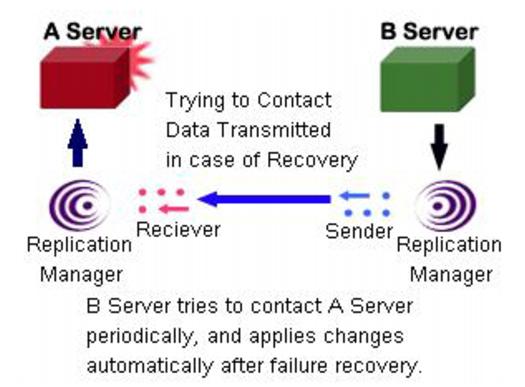 A Server
B Server
Trying to Contact
Data Transmitted
in case of Recovery
Reciever
Sender
Replication
Manager
Replication
Manager
B Server tries to contact A Server
periodically, and applies changes
automatically after failure recovery.